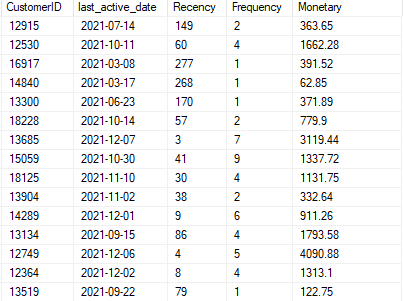 CustomerID last_active_date Recency Frequency Monetary
12915 2021-07-14 149 2 363.65
12530 2021-10-11 60 4 1662.28
16917 2021-03-08 277 1 391.52
14840 2021-03-17 268 1 62.85
13300 2021-06-23 170 1 371.89
18228 2021-10-14 57 2 779.9
13685 2021-12-07 3 7 3119.44
15059 2021-10-30 41 9 1337.72
18125 2021-11-10 30 4 1131.75
13904 2021-11-02 38 2 332.64
14289 2021-12-01 9 6 911.26
13134 2021-09-15 86 4 1793.58
12749 2021-12-06 4 5 4090.88
12364 2021-12-02 8 4 1313.1
13519 2021-09-22 79 1 122.75